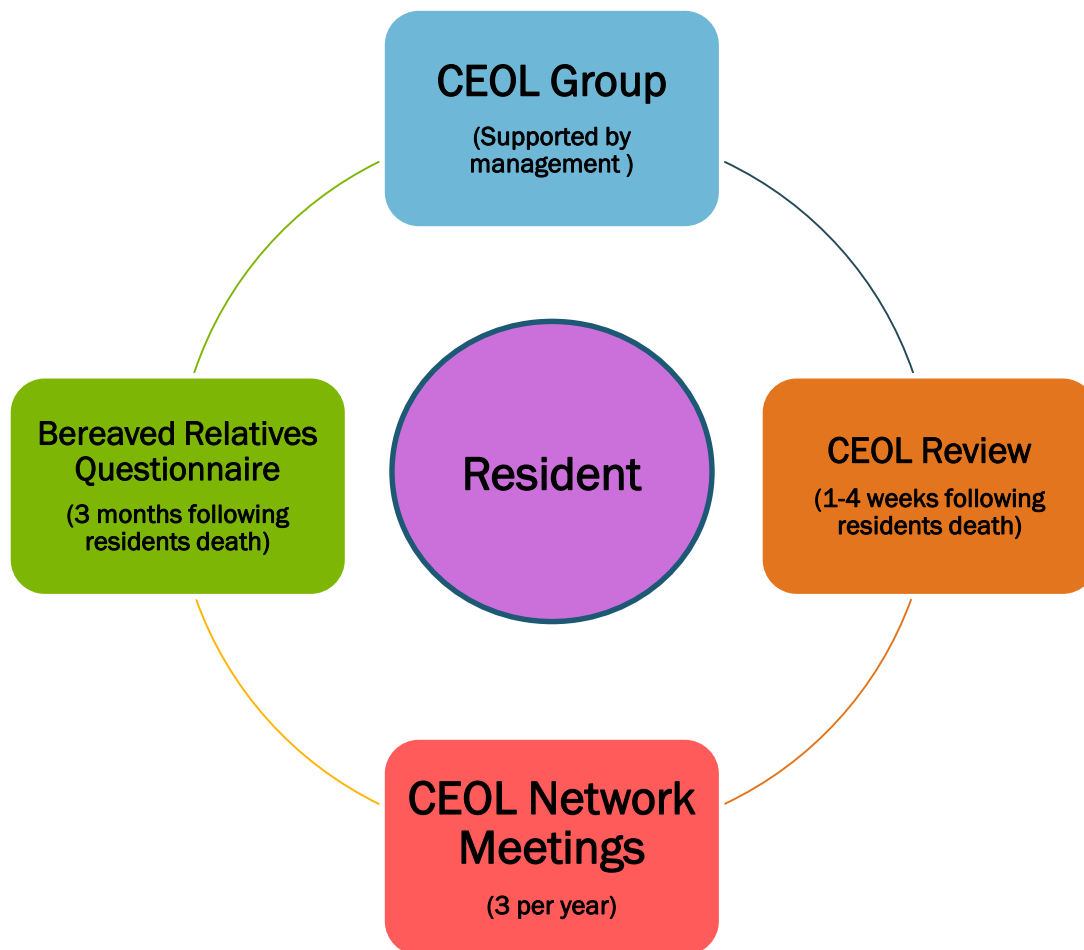 CEOL Group
(Supported by
management )
Bereaved Relatives
Questionnaire
(3 months following
residents death)
Resident
CEOL Review
(1-4 weeks following
residents death)
CEOL Network
Meetings
(3 per year)